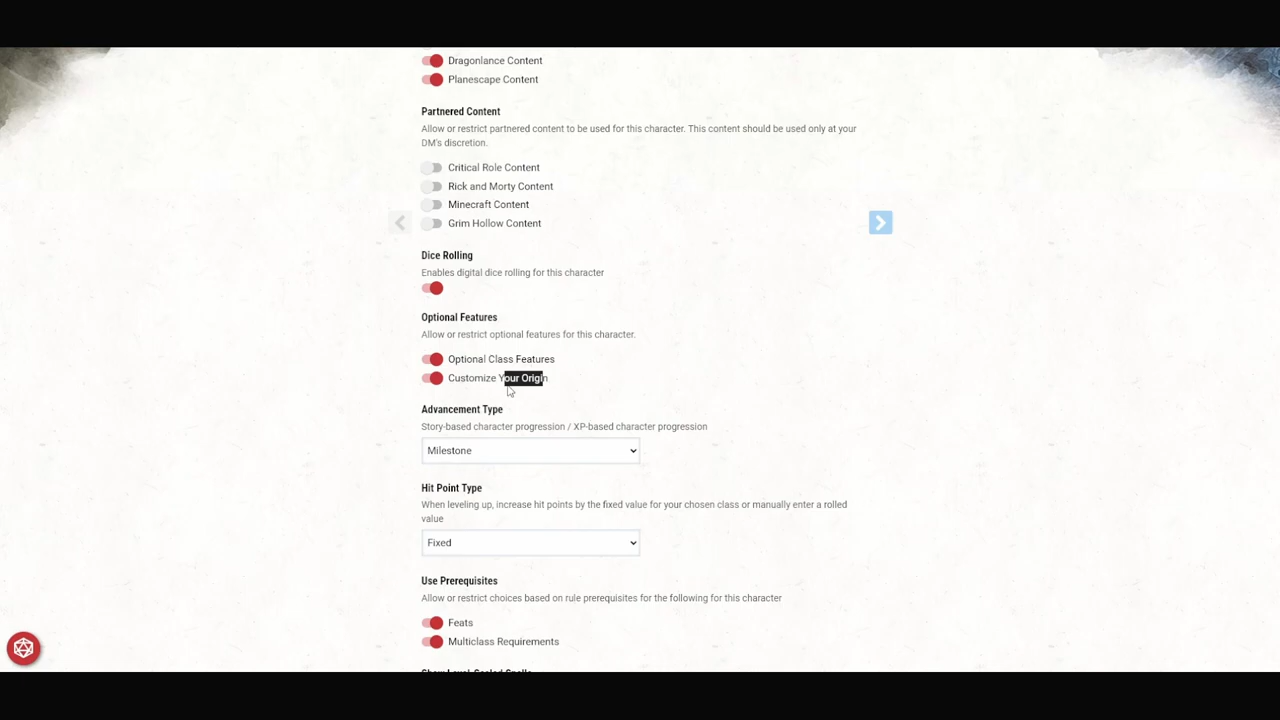 Dragonlance Content
Planescape Content
Partnered Content
Allow or restrict partnered content to be used for this character. This content should be used only at your
DM's discretion.
Critical Role Content
Rick and Morty Content
Minecraft Content
Grim Hollow Content
Dice Rolling
Enables digital dice rolling for this character
Optional Features
Allow or restrict optional features for this character.
Optional Class Features
Customize Your Origin
Advancement Type
Story-based character progression / XP-based character progression
Milestone
Hit Point Type
When leveling up, increase hit points by the fixed value for your chosen class or manually enter a rolled
value
Fixed
Use Prerequisites
Allow or restrict choices based on rule prerequisites for the following for this character
Feats
Multiclass Requirements